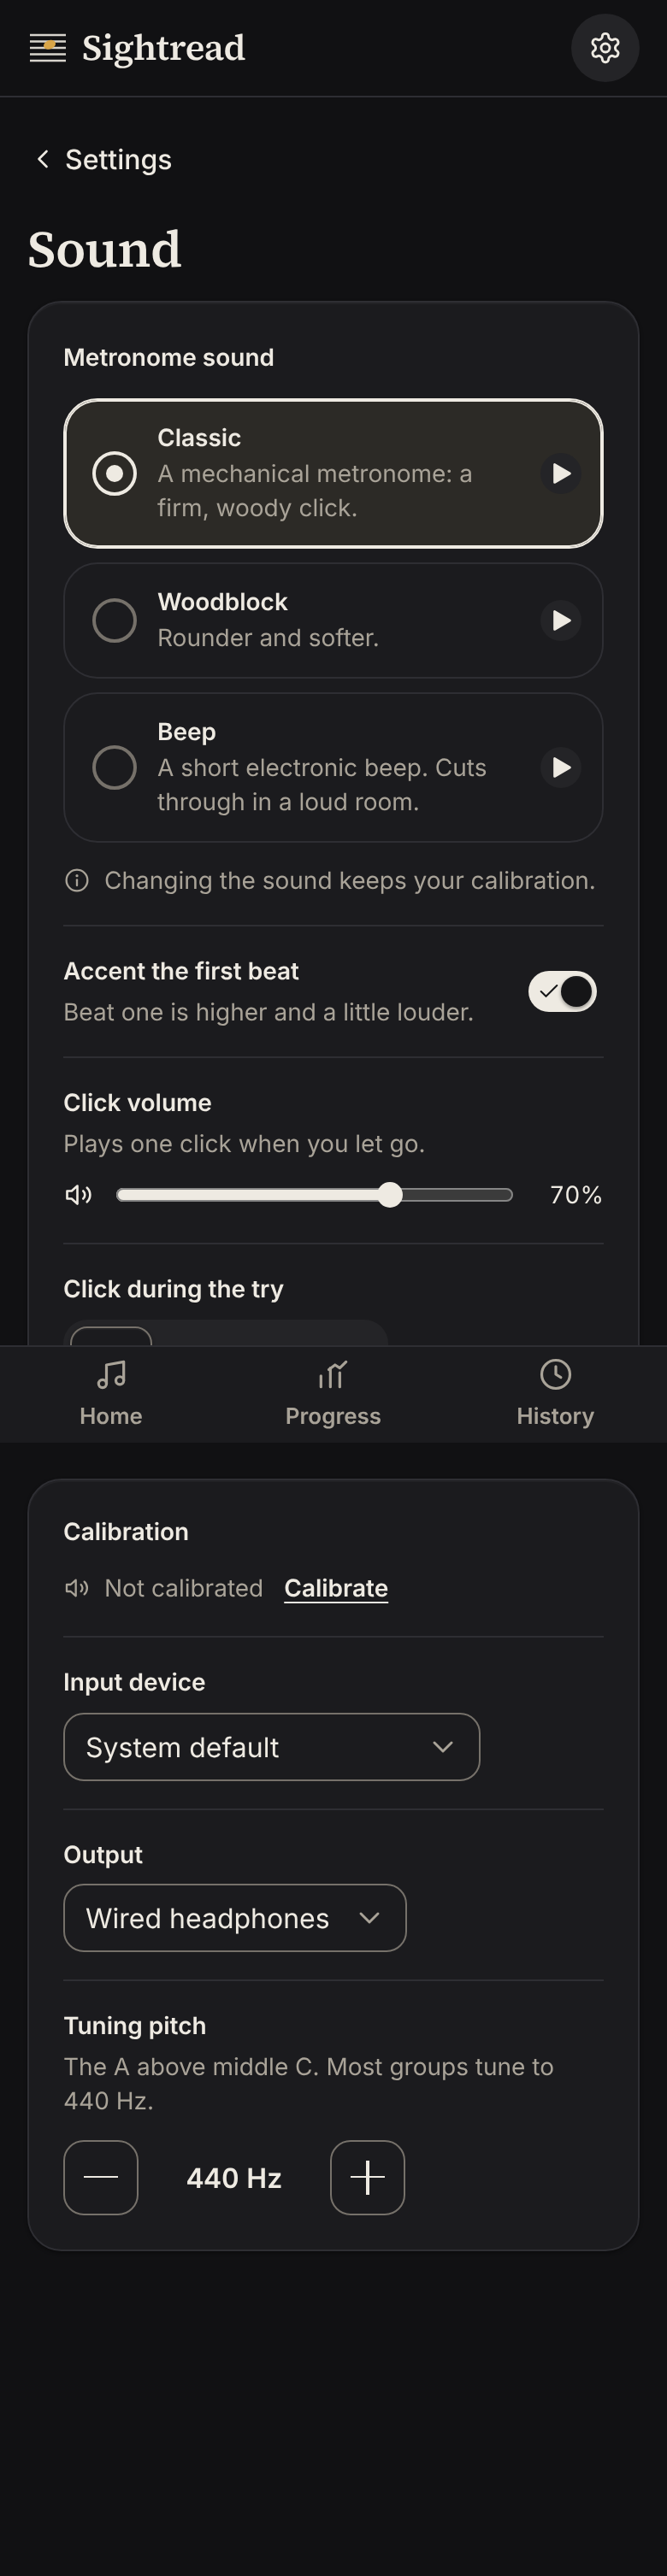 Sightread
Settings
Sound
Metronome sound
Classic
A mechanical metronome: a
firm, woody click.
Woodblock
Rounder and softer.
Beep
A short electronic beep. Cuts
through in a loud room.
Changing the sound keeps your calibration.
Accent the first beat
Beat one is higher and a little louder.
Click volume
Plays one click when you let go.
70%
Click during the try
Home
Progress
History
Calibration
Not calibrated Calibrate
Input device
System default
Output
Wired headphones
Tuning pitch
The A above middle C. Most groups tune to
440 Hz.
440 Hz